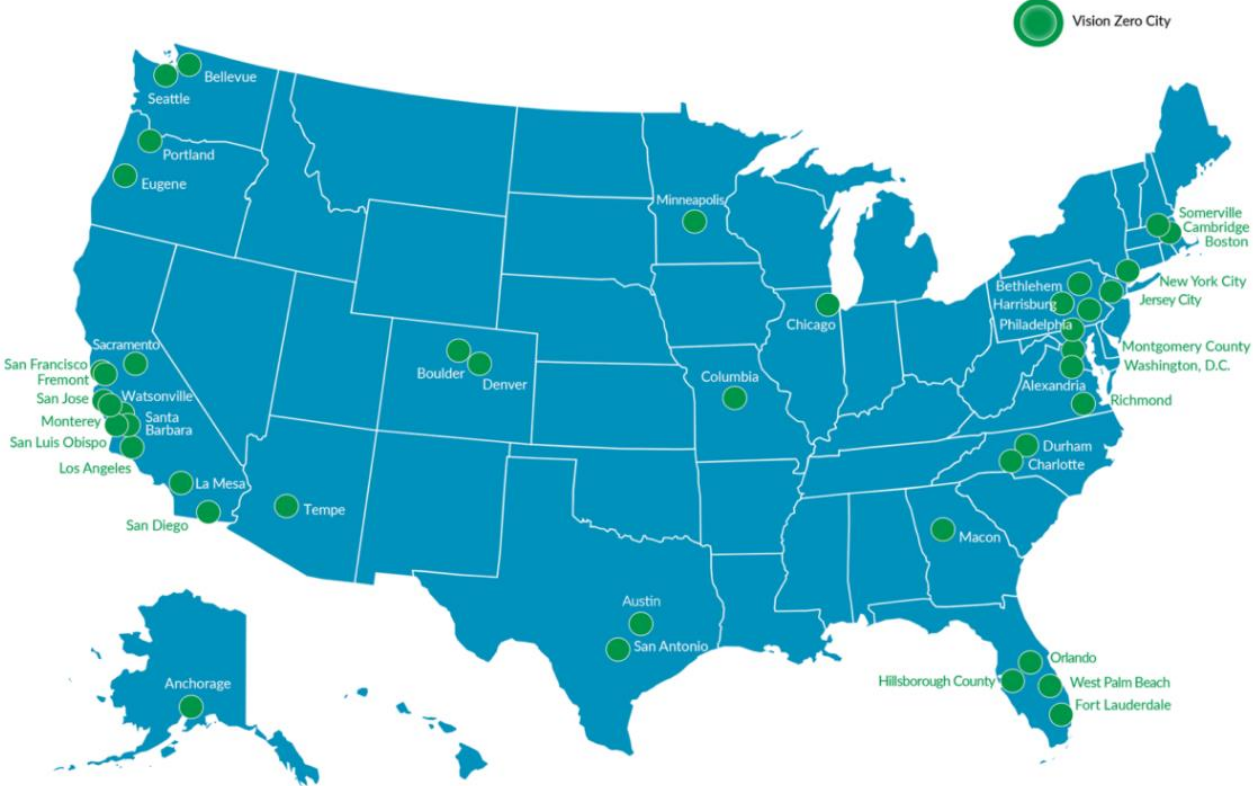 Vision Zero City
Bellevue
Seattle
Portland
Eugene
Minneapolis
Somerville
Cambridge
Boston
New York City
Bethlehem
Jersey City
Harrisburg
Chicago
Philadelphia
Sacramento
Montgomery County
San Francisco
Washington, D.C.
Fremont
Boulder
Denver
Columbia
Alexandria
San Jose
Watsonville
Richmond
Monterey
Santa
Barbara
San Luis Obispo
Durham
Los Angeles
Charlotte
La Mesa
Tempe
San Diego
Macon
Austin
San Antonio
Orlando
Hillsborough County
West Palm Beach
Anchorage
Fort Lauderdale